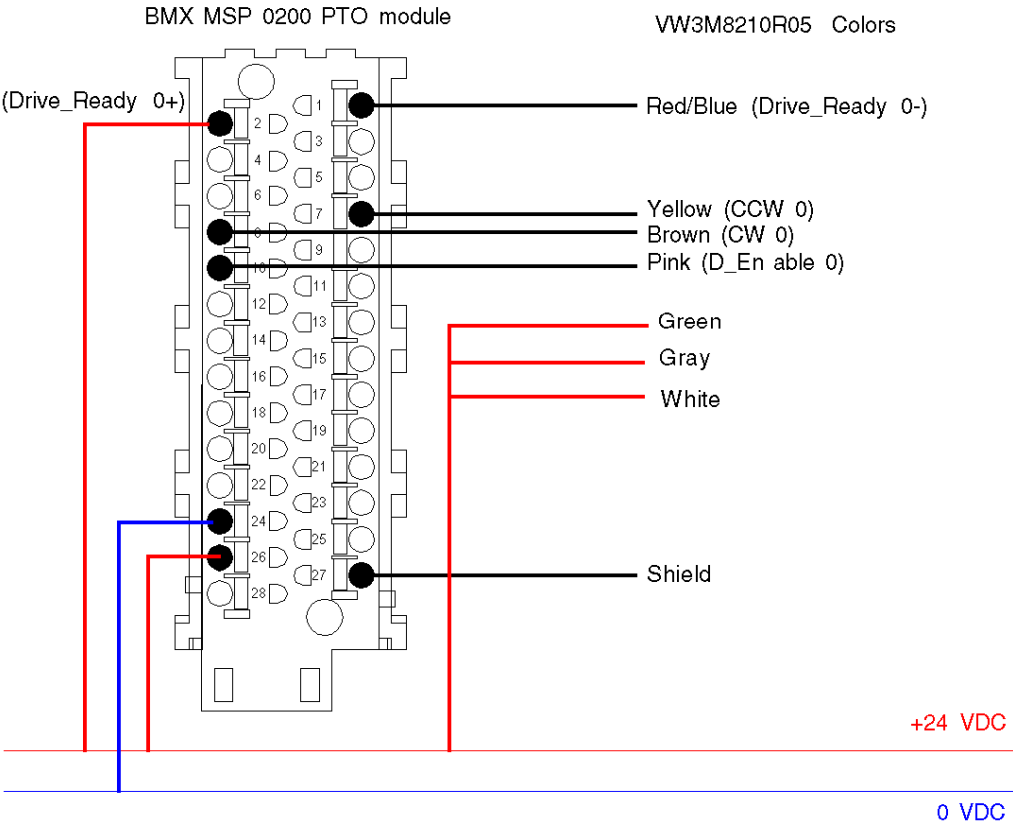 BMX MSP 0200 PTO module
VW3M8210R05 Colors
(Drive_Ready 0+)
Red/Blue (Drive_Ready 0-)
1
2
3
4
5
6
7
8
9
10
11
12
13
14
15
16
17
18
19
20
21
22
23
24
25
26
27
28
Yellow (CCW 0)
Brown (CW 0)
Pink (D_En able 0)
Green
Gray
White
Shield
+24 VDC
0 VDC